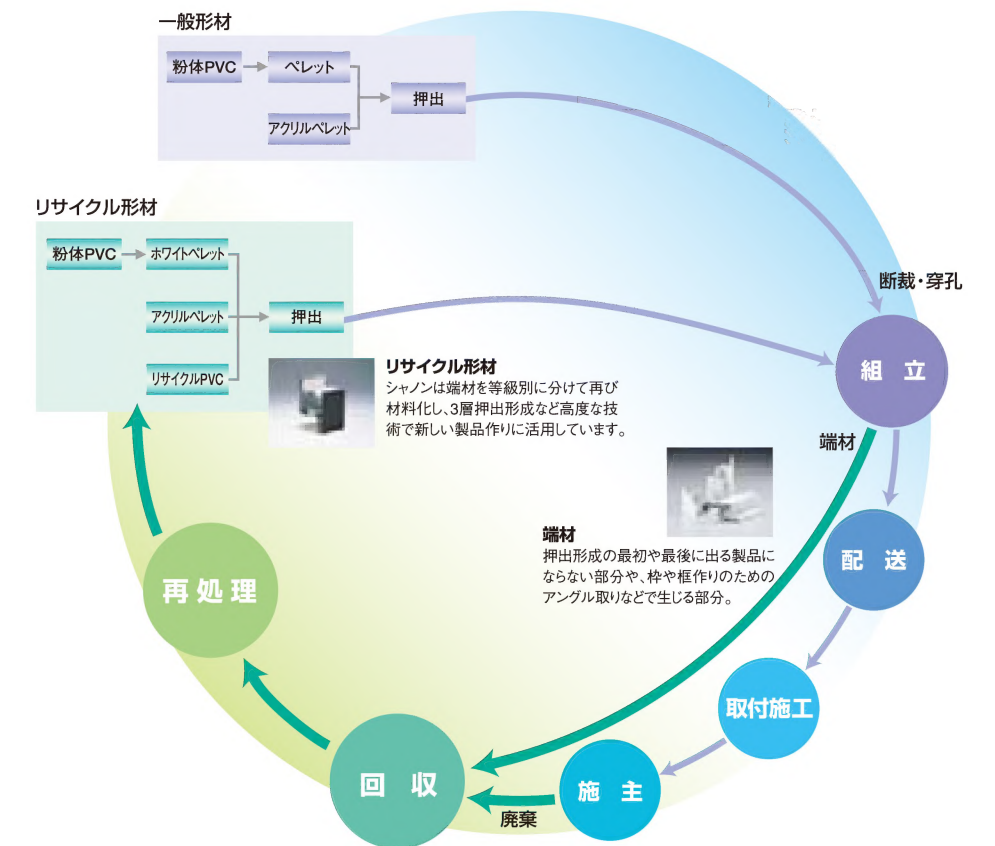 一般形材
粉体PVC
ペレット
アクリルペレット
押出
リサイクル形材
粉体PVC
ホワイトペレット
アクリルペレット
リサイクルPVC
押出
断裁・穿孔
組 立
リサイクル形材
シャノンは端材を等級別に分けて再び
材料化し、3層押出形成など高度な技
術で新しい製品作りに活用しています。
端材
端材
押出形成の最初や最後に出る製品に
ならない部分や、枠や框作りのための
アングル取りなどで生じる部分。
配 送
取付施工
施 主
廃棄
回 収
再処理